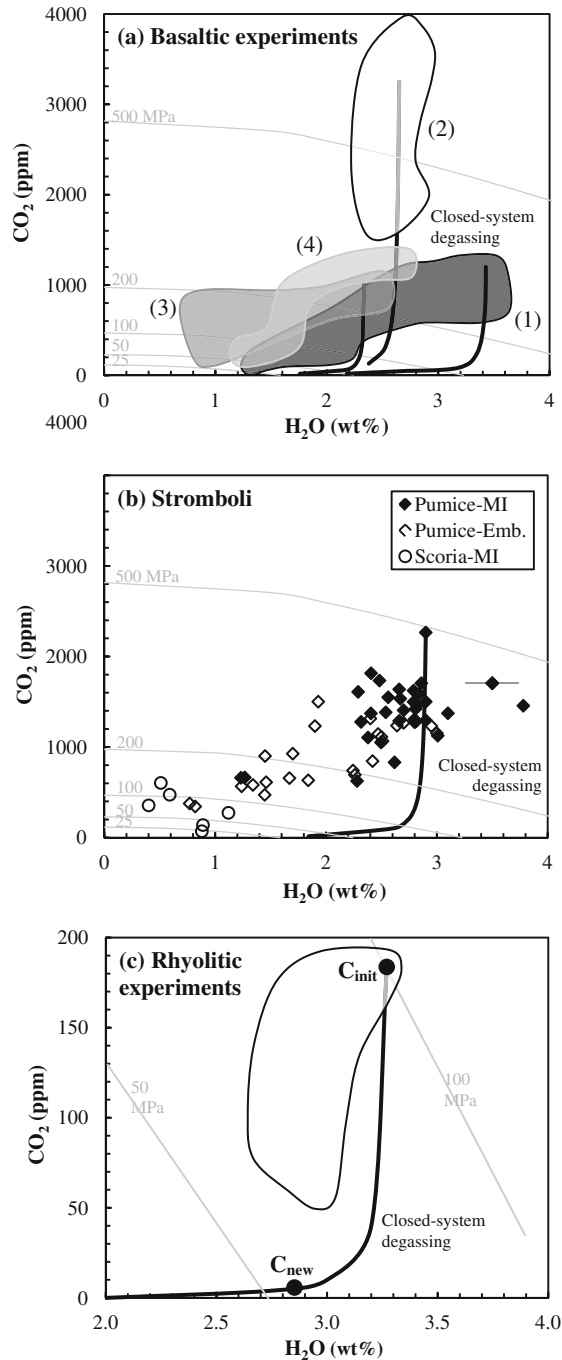 4000
(a) Basaltic experiments
3000
(2)
500 MPa
CO₂ (ppm)
2000
Closed-system
degassing
(4)
1000
200
(3)
(1)
100
50
25
0
0 1 2 3 4
H₂O (wt%)
4000
(b) Stromboli
Pumice-MI
Pumice-Emb.
Scoria-MI
3000
500 MPa
CO₂ (ppm)
2000
1000
200
Closed-system
degassing
100
50
25
0
0 1 2 3 4
H₂O (wt%)
200
(c) Rhyolitic
experiments
C_init
150
50
MPa
100
MPa
CO₂ (ppm)
100
50
Closed-system
degassing
C_new
0
2.0 2.5 3.0 3.5 4.0
H₂O (wt%)